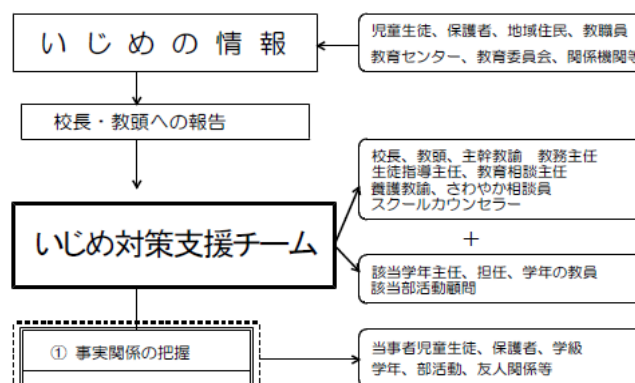 いじめの情報
児童生徒、保護者、地域住民、教職員
教育センター、教育委員会、関係機関等
校長・教頭への報告
校長、教頭、主幹教諭　教務主任
生徒指導主任、教育相談主任
養護教諭、さわやか相談員
スクールカウンセラー
いじめ対策支援チーム
＋
該当学年主任、担任、学年の教員
該当部活動顧問
① 事実関係の把握
当事者児童生徒、保護者、学級
学年、部活動、友人関係等